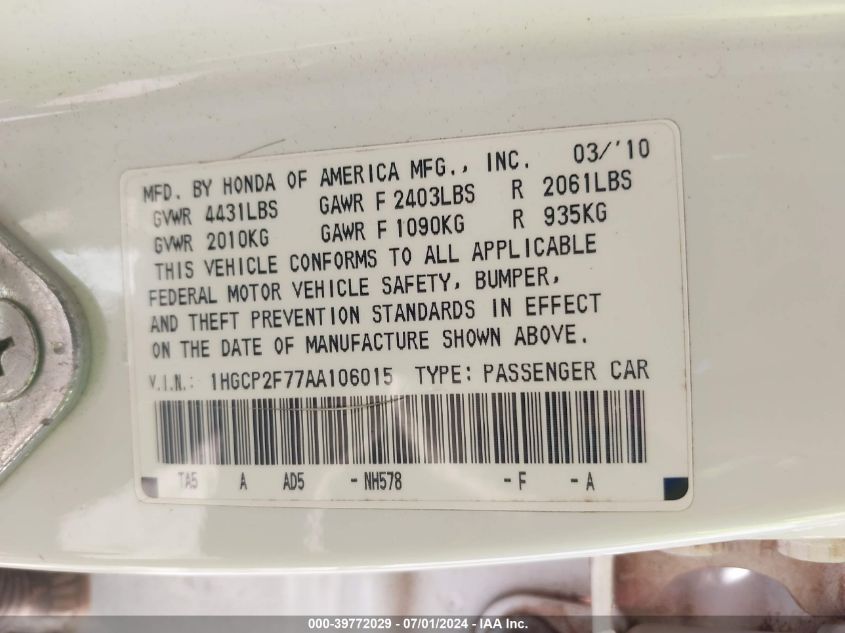 MFD. BY HONDA OF AMERICA MFG., INC. 03/'10
GVWR 4431LBS GAWR F 2403LBS R 2061LBS
GVWR 2010KG GAWR F 1090KG R 935KG
THIS VEHICLE CONFORMS TO ALL APPLICABLE
FEDERAL MOTOR VEHICLE SAFETY, BUMPER,
AND THEFT PREVENTION STANDARDS IN EFFECT
ON THE DATE OF MANUFACTURE SHOWN ABOVE.
V.I.N.: 1HGCP2F77AA106015 TYPE: PASSENGER CAR
TA5 A AD5 - NH578 - F - A
000-39772029 - 07/01/2024 - IAA Inc.